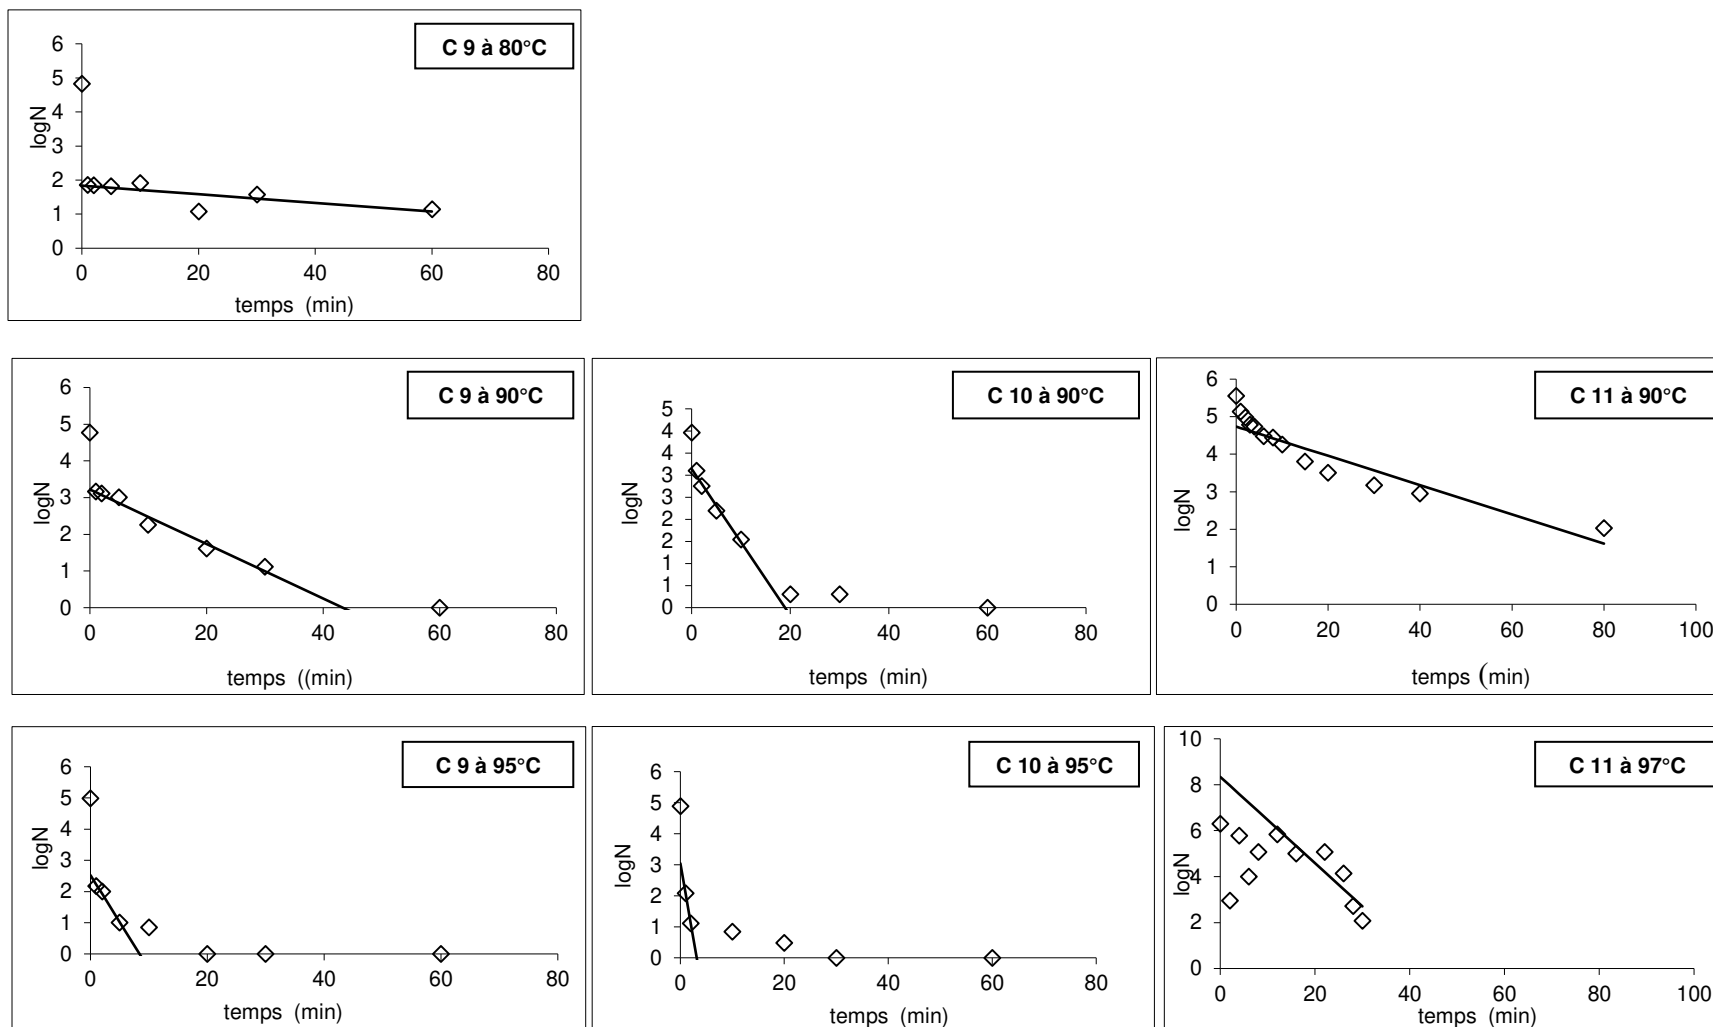 C 9 à 80°C
6
5
4
3
2
1
0
logN
0 20 40 60 80
temps (min)
C 9 à 90°C
6
5
4
3
2
1
0
logN
0 20 40 60 80
temps ((min)
C 10 à 90°C
5
4
4
3
3
2
2
1
1
0
logN
0 20 40 60 80
temps (min)
C 11 à 90°C
6
5
4
3
2
1
0
logN
0 20 40 60 80 100
temps (min)
C 9 à 95°C
6
5
4
3
2
1
0
logN
0 20 40 60 80
temps (min)
C 10 à 95°C
6
5
4
3
2
1
0
logN
0 20 40 60 80
temps (min)
C 11 à 97°C
10
8
6
4
2
0
logN
0 20 40 60 80 100
temps (min)